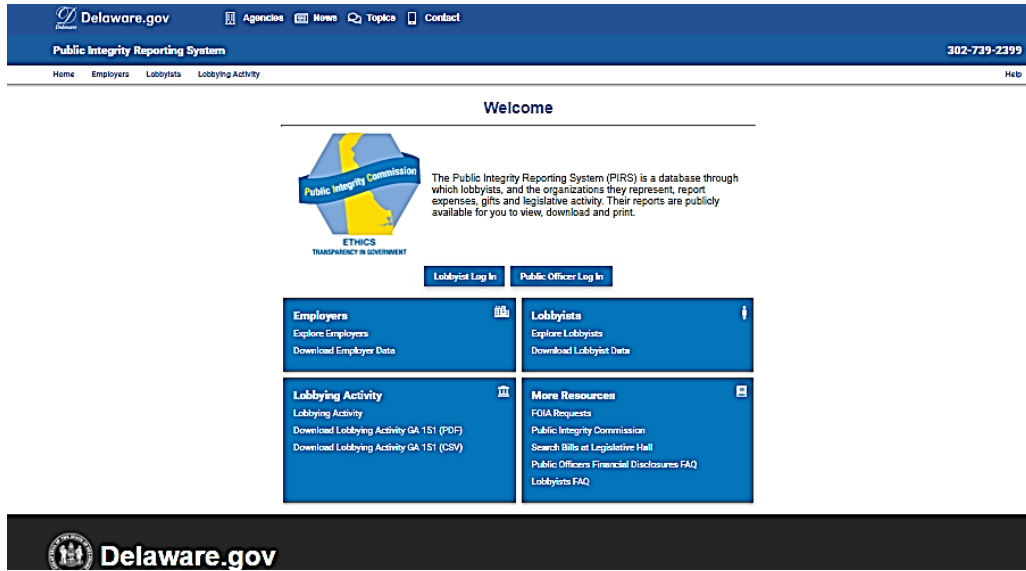 Delaware.gov Agencies News Topics Contact
Delaware
Public Integrity Reporting System 302-739-2399
Home Employers Lobbyists Lobbying Activity Help
Welcome
Public Integrity Commission
ETHICS
TRANSPARENCY IN GOVERNMENT
The Public Integrity Reporting System (PIRS) is a database through
which lobbyists, and the organizations they represent, report
expenses, gifts and legislative activity. Their reports are publicly
available for you to view, download and print.
Lobbyist Log In Public Officer Log In
Employers
Explore Employers
Download Employer Data
Lobbyists
Explore Lobbyists
Download Lobbyist Data
Lobbying Activity
Lobbying Activity
Download Lobbying Activity GA 151 (PDF)
Download Lobbying Activity GA 151 (CSV)
More Resources
FOIA Requests
Public Integrity Commission
Search Bills at Legislative Hall
Public Officers Financial Disclosures FAQ
Lobbyists FAQ
Delaware.gov